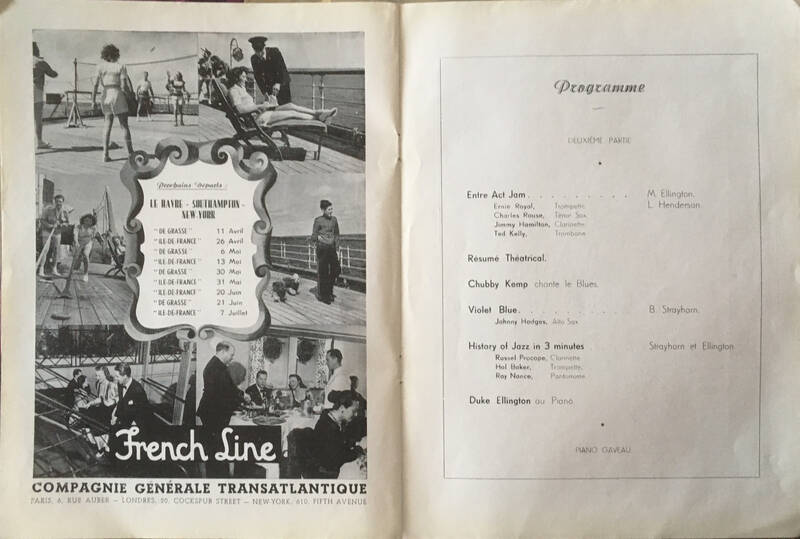 Prochains Départs :
LE HAVRE - SOUTHAMPTON -
NEW-YORK
"DE GRASSE" 11 Avril
"ILE-DE-FRANCE" 26 Avril
"DE GRASSE" 6 Mai
"ILE-DE-FRANCE" 13 Mai
"DE GRASSE" 30 Mai
"ILE-DE-FRANCE" 31 Mai
"ILE-DE-FRANCE" 20 Juin
"DE GRASSE" 21 Juin
"ILE-DE-FRANCE" 7 Juillet
French Line
COMPAGNIE GÉNÉRALE TRANSATLANTIQUE
PARIS, 6, RUE AUBER - LONDRES, 20, COCKSPUR STREET - NEW-YORK, 610, FIFTH AVENUE
Programme
DEUXIÈME PARTIE
Entre Act Jam . . . . . . . . . . M. Ellington.
Ernie Royal, Trompette. L. Henderson.
Charles Rouse, Ténor Sax
Jimmy Hamilton, Clarinette
Ted Kelly, Trombone
Résumé Théatrical.
Chubby Kemp chante le Blues.
Violet Blue . . . . . . . . . . B. Strayhorn.
Johnny Hodges, Alto Sax
History of Jazz in 3 minutes . Strayhorn et Ellington
Russel Procope, Clarinette
Hal Baker, Trompette.
Ray Nance, Pantomime
Duke Ellington au Piano.
PIANO GAVEAU